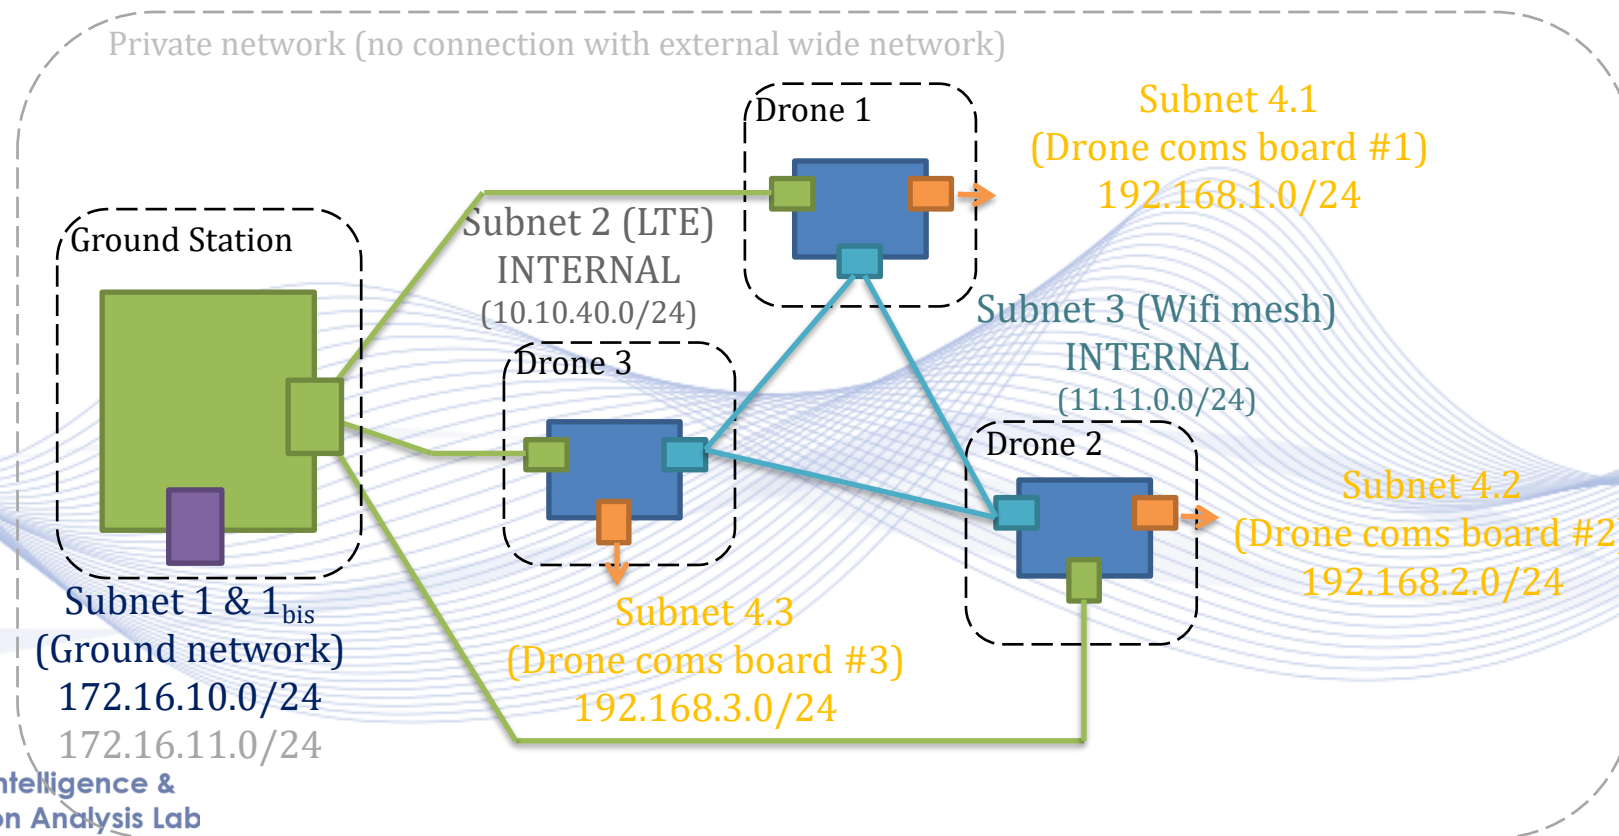 Private network (no connection with external wide network)
Drone 1
Subnet 4.1
(Drone coms board #1)
192.168.1.0/24
Ground Station
Subnet 2 (LTE)
INTERNAL
(10.10.40.0/24)
Subnet 3 (Wifi mesh)
INTERNAL
(11.11.0.0/24)
Drone 3
Drone 2
Subnet 4.2
(Drone coms board #2
192.168.2.0/24
Subnet 1 & 1bis
(Ground network)
172.16.10.0/24
172.16.11.0/24
Subnet 4.3
(Drone coms board #3)
192.168.3.0/24
ntelligence &
on Analysis Lab